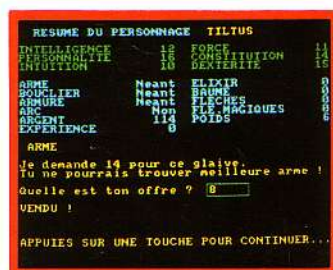 RESUME DU PERSONNAGE TILTUS
INTELLIGENCE 12 FORCE 11
PERSONNALITE 16 CONSTITUTION 14
INTUITION 10 DEXTERITE 15
ARME Neant ELIXIR 0
BOUCLIER Neant BAUME 0
ARMURE Neant FLECHES 0
ARC Non FLE.MAGIQUES 0
ARGENT 114 POIDS 6
EXPERIENCE 0
ARME
Je demande 14 pour ce glaive.
Tu ne pourrais trouver meilleure arme !
Quelle est ton offre ? 8
VENDU !
APPUIES SUR UNE TOUCHE POUR CONTINUER...